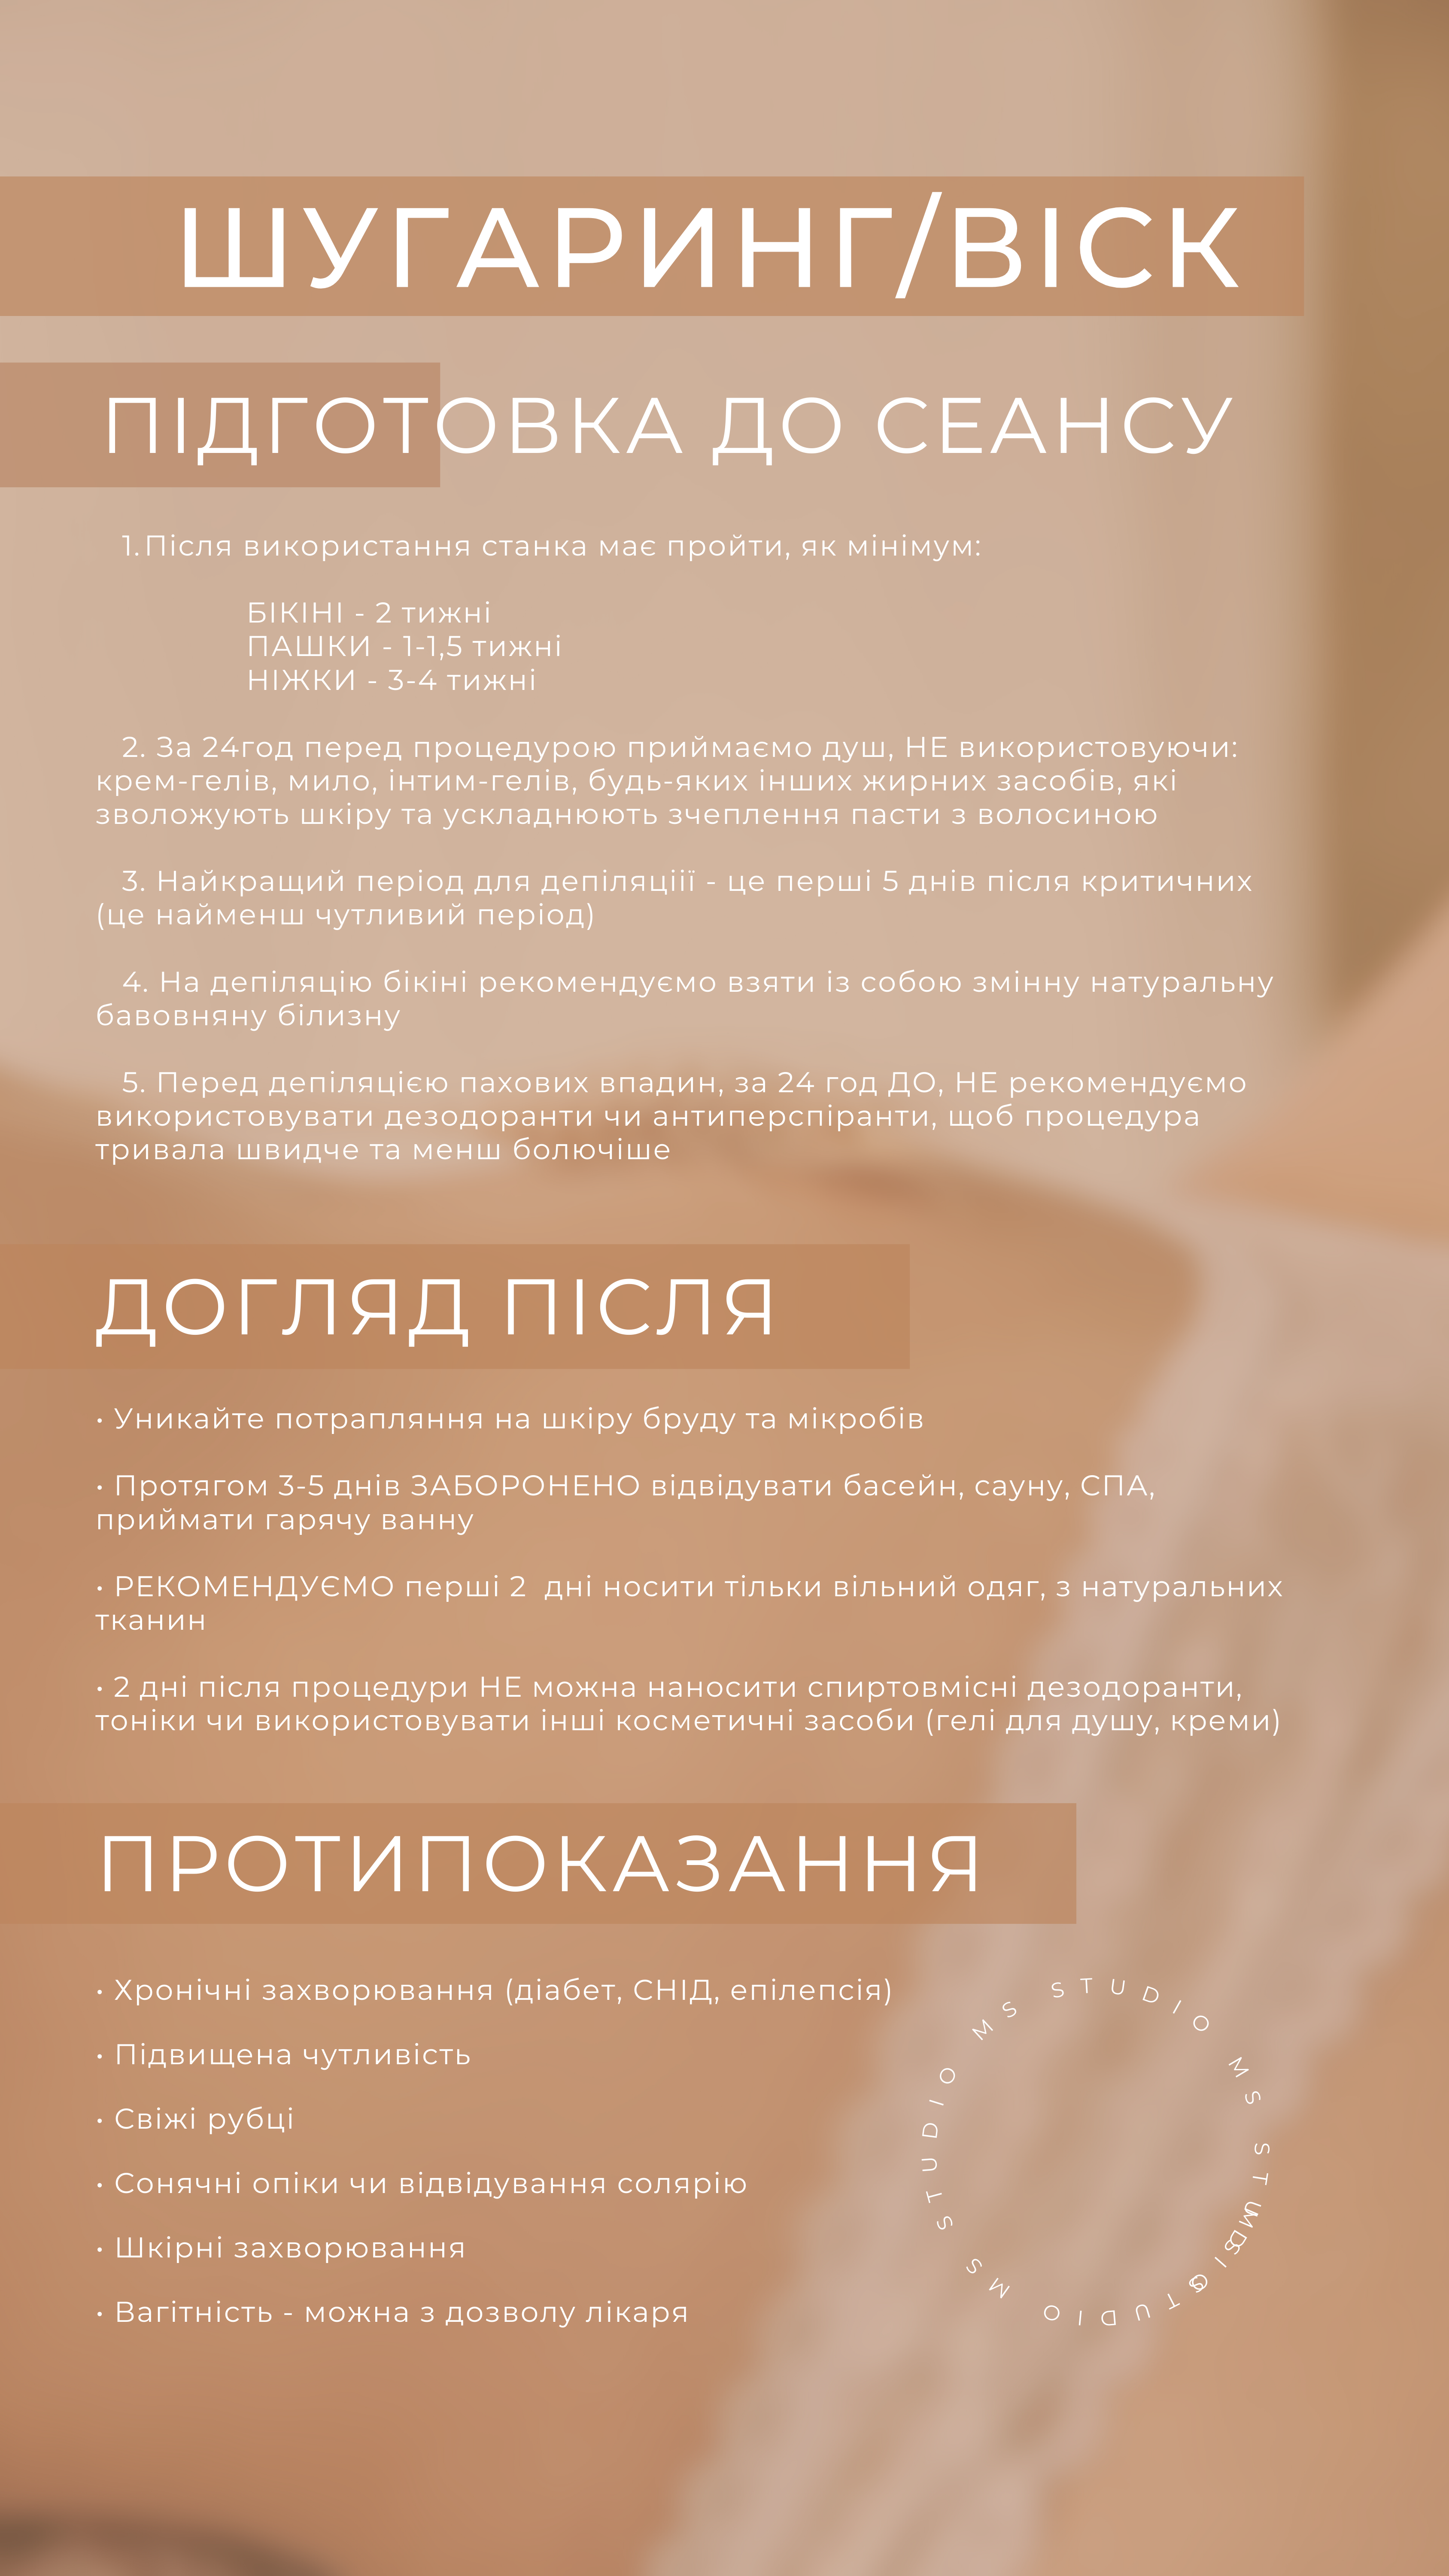 ШУГАРИНГ/ВІСК
ПІДГОТОВКА ДО СЕАНСУ
1. Після використання станка має пройти, як мінімум:
БІКІНІ - 2 тижні
ПАШКИ - 1-1,5 тижні
НІЖКИ - 3-4 тижні
2. За 24год перед процедурою приймаємо душ, НЕ використовуючи:
крем-гелів, мило, інтим-гелів, будь-яких інших жирних засобів, які
зволожують шкіру та ускладнюють зчеплення пасти з волосиною
3. Найкращий період для депіляціії - це перші 5 днів після критичних
(це найменш чутливий період)
4. На депіляцію бікіні рекомендуємо взяти із собою змінну натуральну
бавовняну білизну
5. Перед депіляцією пахових впадин, за 24 год ДО, НЕ рекомендуємо
використовувати дезодоранти чи антиперспіранти, щоб процедура
тривала швидче та менш болючіше
ДОГЛЯД ПІСЛЯ
• Уникайте потрапляння на шкіру бруду та мікробів
• Протягом 3-5 днів ЗАБОРОНЕНО відвідувати басейн, сауну, СПА,
приймати гарячу ванну
• РЕКОМЕНДУЄМО перші 2 дні носити тільки вільний одяг, з натуральних
тканин
• 2 дні після процедури НЕ можна наносити спиртовмісні дезодоранти,
тоніки чи використовувати інші косметичні засоби (гелі для душу, креми)
ПРОТИПОКАЗАННЯ
• Хронічні захворювання (діабет, СНІД, епілепсія)
• Підвищена чутливість
• Свіжі рубці
• Сонячні опіки чи відвідування солярію
• Шкірні захворювання
• Вагітність - можна з дозволу лікаря
MS STUDIO MS STUDIO MS STUDIO MS STUDIO